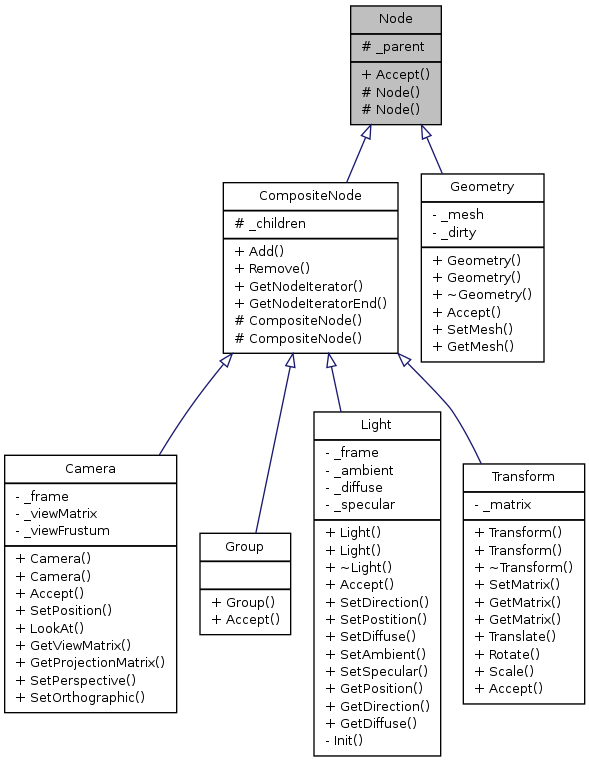 Node
# _parent
+ Accept()
# Node()
# Node()
CompositeNode
# _children
+ Add()
+ Remove()
+ GetNodeIterator()
+ GetNodeIteratorEnd()
# CompositeNode()
# CompositeNode()
Geometry
- _mesh
- _dirty
+ Geometry()
+ Geometry()
+ ~Geometry()
+ Accept()
+ SetMesh()
+ GetMesh()
Camera
- _frame
- _viewMatrix
- _viewFrustum
+ Camera()
+ Camera()
+ Accept()
+ SetPosition()
+ LookAt()
+ GetViewMatrix()
+ GetProjectionMatrix()
+ SetPerspective()
+ SetOrthographic()
Group
+ Group()
+ Accept()
Light
- _frame
- _ambient
- _diffuse
- _specular
+ Light()
+ Light()
+ ~Light()
+ Accept()
+ SetDirection()
+ SetPostition()
+ SetDiffuse()
+ SetAmbient()
+ SetSpecular()
+ GetPosition()
+ GetDirection()
+ GetDiffuse()
- Init()
Transform
- _matrix
+ Transform()
+ Transform()
+ ~Transform()
+ SetMatrix()
+ GetMatrix()
+ GetMatrix()
+ Translate()
+ Rotate()
+ Scale()
+ Accept()